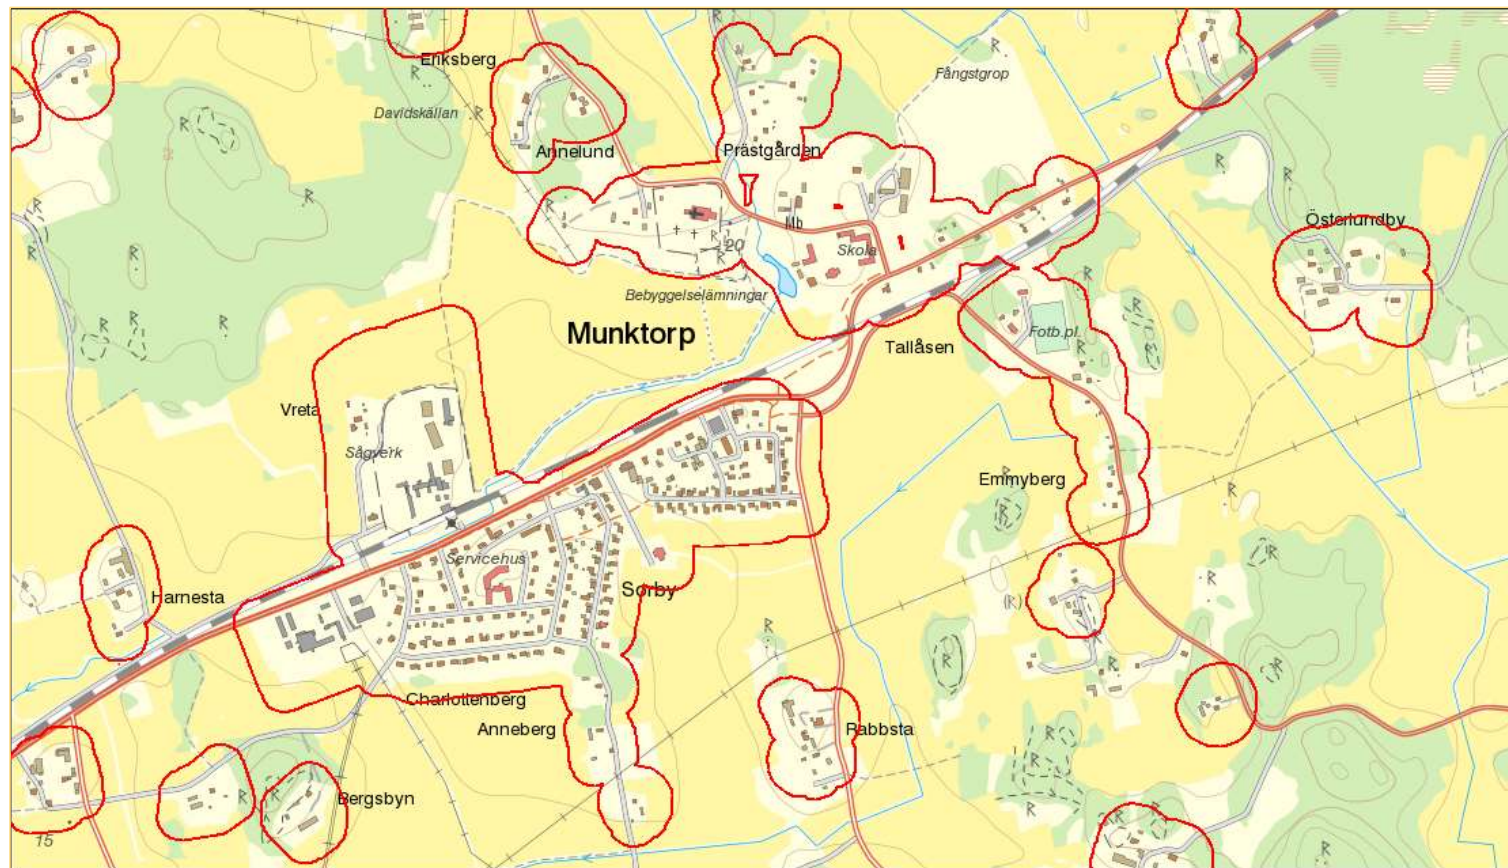 Eriksberg
Fångstgrop
Davidskällan
R
R
R
R
R
Annelund
Prästgården
R
R
R
R
Österlundby
Mb
R
20
Skola
R
R
R
R
Bebyggelselämningar
R
R
R
R
Munktorp
Fotb.pl.
R
Tallåsen
R
Vreta
Sågverk
R
Emmyberg
R
R
Servicehus
R
R
Sörby
Harnesta
(R)
R
R
R
R
R
Charlottenberg
Anneberg
Rabbsta
R
R
R
Bergsbyn
R
R
R
15
R